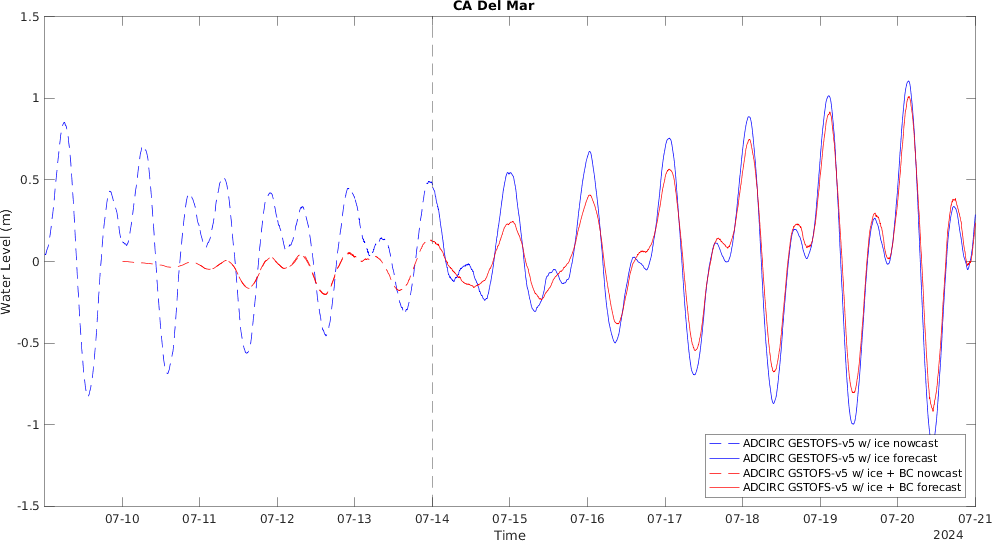 CA Del Mar
1.5
1
0.5
0
-0.5
-1
-1.5
Water Level (m)
07-10 07-11 07-12 07-13 07-14 07-15 07-16 07-17 07-18 07-19 07-20 07-21
Time
2024
ADCIRC GESTOFS-v5 w/ ice nowcast
ADCIRC GESTOFS-v5 w/ ice forecast
ADCIRC GSTOFS-v5 w/ ice + BC nowcast
ADCIRC GSTOFS-v5 w/ ice + BC forecast